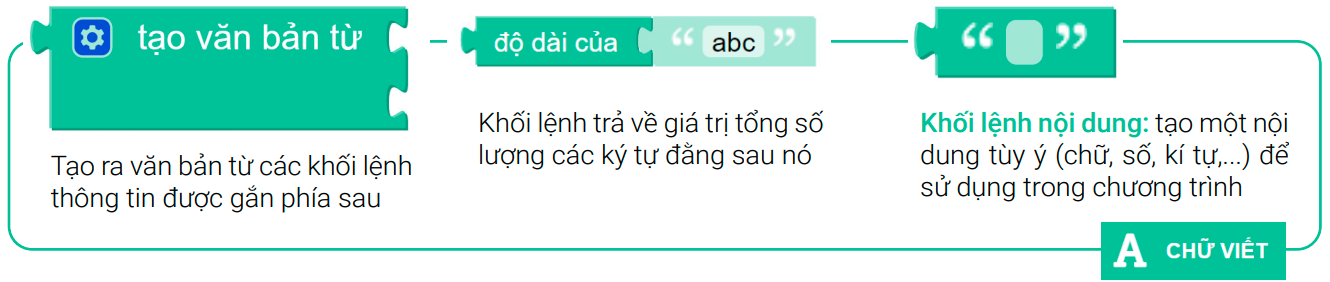 tạo văn bản từ
độ dài của “ abc ”
“ ”
Tạo ra văn bản từ các khối lệnh
thông tin được gắn phía sau
Khối lệnh trả về giá trị tổng số
lượng các ký tự đằng sau nó
Khối lệnh nội dung: tạo một nội
dung tùy ý (chữ, số, kí tự,...) để
sử dụng trong chương trình
A CHỮ VIẾT